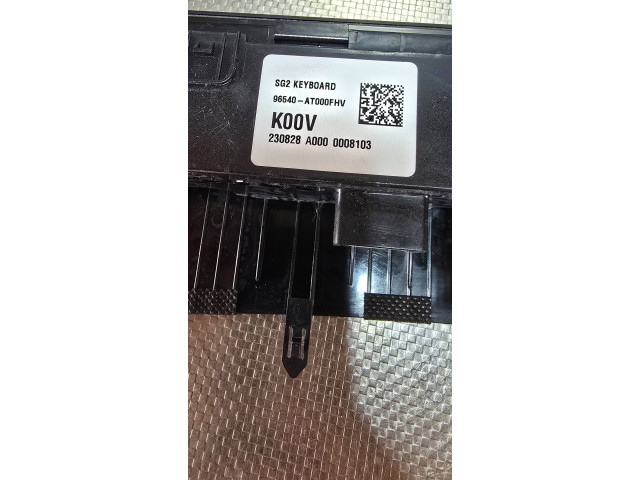 SG2 KEYBOARD
96540-AT000FHV
K00V
230828 A000 0008103